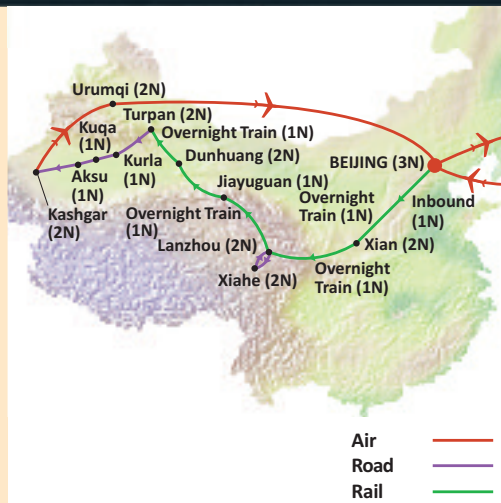 Urumqi (2N)
Turpan (2N)
Kuqa
(1N)
Overnight Train (1N)
Dunhuang (2N)
BEIJING (3N)
Aksu
(1N)
Kurla
(1N)
Jiayuguan (1N)
Kashgar
(2N)
Overnight Train
(1N)
Overnight
Train (1N)
Inbound
(1N)
Lanzhou (2N)
Xian (2N)
Xiahe (2N)
Overnight
Train (1N)
Air
Road
Rail